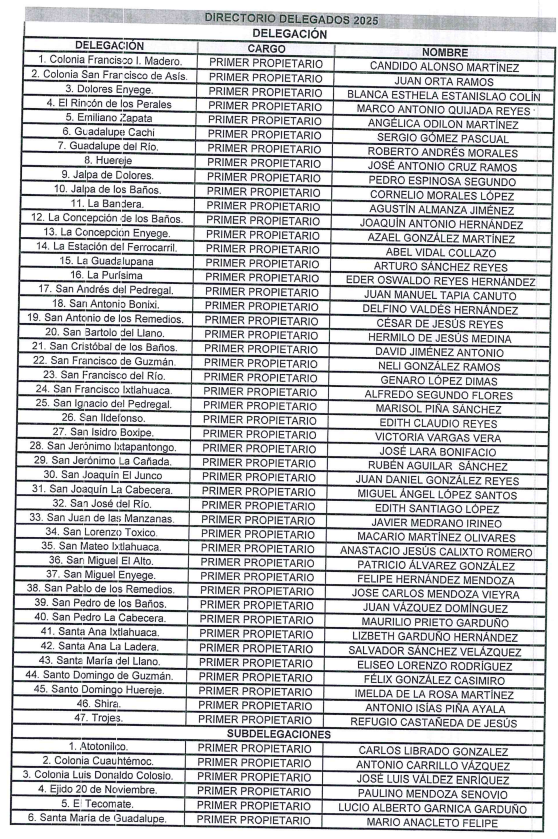 DIRECTORIO DELEGADOS 2025
DELEGACIÓN
DELEGACIÓN CARGO NOMBRE
1. Colonia Francisco I. Madero. PRIMER PROPIETARIO CANDIDO ALONSO MARTÍNEZ
2. Colonia San Francisco de Asís. PRIMER PROPIETARIO JUAN ORTA RAMOS
3. Dolores Enyege. PRIMER PROPIETARIO BLANCA ESTHELA ESTANISLAO COLÍN
4. El Rincón de los Perales PRIMER PROPIETARIO MARCO ANTONIO QUIJADA REYES
5. Emiliano Zapata PRIMER PROPIETARIO ANGÉLICA ODILON MARTÍNEZ
6. Guadalupe Cachi PRIMER PROPIETARIO SERGIO GÓMEZ PASCUAL
7. Guadalupe del Río. PRIMER PROPIETARIO ROBERTO ANDRÉS MORALES
8. Huereje PRIMER PROPIETARIO JOSÉ ANTONIO CRUZ RAMOS
9. Jalpa de Dolores. PRIMER PROPIETARIO PEDRO ESPINOSA SEGUNDO
10. Jalpa de los Baños. PRIMER PROPIETARIO CORNELIO MORALES LÓPEZ
11. La Bandera. PRIMER PROPIETARIO AGUSTÍN ALMANZA JIMÉNEZ
12. La Concepción de los Baños. PRIMER PROPIETARIO JOAQUÍN ANTONIO HERNÁNDEZ
13. La Concepción Enyege. PRIMER PROPIETARIO AZAEL GONZÁLEZ MARTÍNEZ
14. La Estación del Ferrocarril. PRIMER PROPIETARIO ABEL VIDAL COLLAZO
15. La Guadalupana PRIMER PROPIETARIO ARTURO SÁNCHEZ REYES
16. La Purísima PRIMER PROPIETARIO EDER OSWALDO REYES HERNÁNDEZ
17. San Andrés del Pedregal. PRIMER PROPIETARIO JUAN MANUEL TAPIA CANUTO
18. San Antonio Bonixi. PRIMER PROPIETARIO DELFINO VALDÉS HERNÁNDEZ
19. San Antonio de los Remedios. PRIMER PROPIETARIO CÉSAR DE JESÚS REYES
20. San Bartolo del Llano. PRIMER PROPIETARIO HERMILO DE JESÚS MEDINA
21. San Cristóbal de los Baños. PRIMER PROPIETARIO DAVID JIMÉNEZ ANTONIO
22. San Francisco de Guzmán. PRIMER PROPIETARIO NELI GONZÁLEZ RAMOS
23. San Francisco del Río. PRIMER PROPIETARIO GENARO LÓPEZ DIMAS
24. San Francisco Ixtlahuaca. PRIMER PROPIETARIO ALFREDO SEGUNDO FLORES
25. San Ignacio del Pedregal. PRIMER PROPIETARIO MARISOL PIÑA SÁNCHEZ
26. San Ildefonso. PRIMER PROPIETARIO EDITH CLAUDIO REYES
27. San Isidro Boxipe. PRIMER PROPIETARIO VICTORIA VARGAS VERA
28. San Jerónimo Ixtapantongo. PRIMER PROPIETARIO JOSÉ LARA BONIFACIO
29. San Jerónimo La Cañada. PRIMER PROPIETARIO RUBÉN AGUILAR SÁNCHEZ
30. San Joaquín El Junco PRIMER PROPIETARIO JUAN DANIEL GONZÁLEZ REYES
31. San Joaquín La Cabecera. PRIMER PROPIETARIO MIGUEL ÁNGEL LÓPEZ SANTOS
32. San José del Río. PRIMER PROPIETARIO EDITH SANTIAGO LÓPEZ
33. San Juan de las Manzanas. PRIMER PROPIETARIO JAVIER MEDRANO IRINEO
34. San Lorenzo Toxico. PRIMER PROPIETARIO MACARIO MARTÍNEZ OLIVARES
35. San Mateo Ixtlahuaca. PRIMER PROPIETARIO ANASTACIO JESÚS CALIXTO ROMERO
36. San Miguel El Alto. PRIMER PROPIETARIO PATRICIO ÁLVAREZ GONZÁLEZ
37. San Miguel Enyege. PRIMER PROPIETARIO FELIPE HERNÁNDEZ MENDOZA
38. San Pablo de los Remedios. PRIMER PROPIETARIO JOSE CARLOS MENDOZA VIEYRA
39. San Pedro de los Baños. PRIMER PROPIETARIO JUAN VÁZQUEZ DOMÍNGUEZ
40. San Pedro La Cabecera. PRIMER PROPIETARIO MAURILIO PRIETO GARDUÑO
41. Santa Ana Ixtlahuaca. PRIMER PROPIETARIO LIZBETH GARDUÑO HERNÁNDEZ
42. Santa Ana La Ladera. PRIMER PROPIETARIO SALVADOR SÁNCHEZ VELÁZQUEZ
43. Santa María del Llano. PRIMER PROPIETARIO ELISEO LORENZO RODRÍGUEZ
44. Santo Domingo de Guzmán. PRIMER PROPIETARIO FÉLIX GONZÁLEZ CASIMIRO
45. Santo Domingo Huereje. PRIMER PROPIETARIO IMELDA DE LA ROSA MARTÍNEZ
46. Shira. PRIMER PROPIETARIO ANTONIO ISÍAS PIÑA AYALA
47. Trojes. PRIMER PROPIETARIO REFUGIO CASTAÑEDA DE JESÚS
SUBDELEGACIONES
1. Atotonilco. PRIMER PROPIETARIO CARLOS LIBRADO GONZALEZ
2. Colonia Cuauhtémoc. PRIMER PROPIETARIO ANTONIO CARRILLO VÁZQUEZ
3. Colonia Luis Donaldo Colosio. PRIMER PROPIETARIO JOSÉ LUIS VÁLDEZ ENRÍQUEZ
4. Ejido 20 de Noviembre. PRIMER PROPIETARIO PAULINO MENDOZA SENOVIO
5. El Tecomate. PRIMER PROPIETARIO LUCIO ALBERTO GARNICA GARDUÑO
6. Santa María de Guadalupe. PRIMER PROPIETARIO MARIO ANACLETO FELIPE